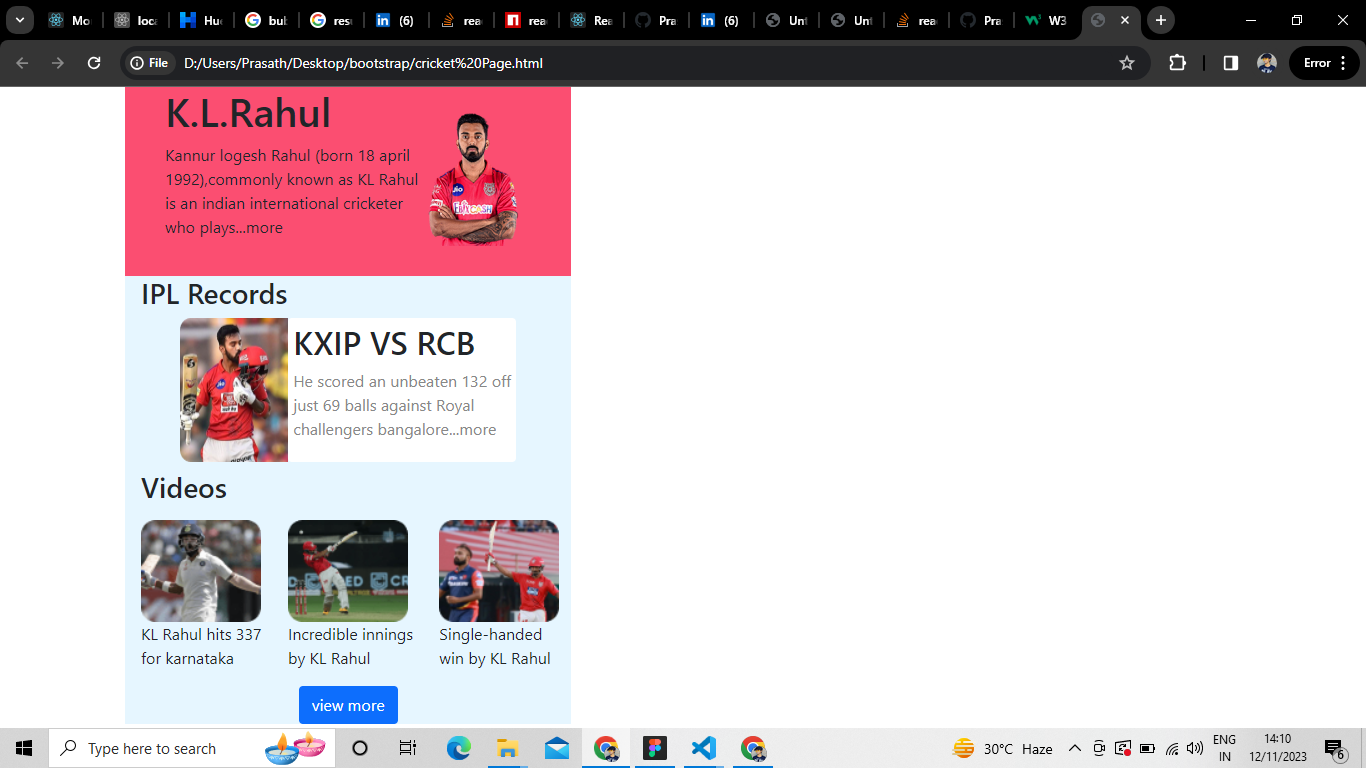 Mo
loca
Hue
bub
rest
(6)
rea
rea
Rea
Pra
(6)
Unt
Unt
rea
Pra
W3
File
D:/Users/Prasath/Desktop/bootstrap/cricket%20Page.html
Error
K.L.Rahul
Kannur logesh Rahul (born 18 april
1992),commonly known as KL Rahul
is an indian international cricketer
who plays...more
IPL Records
KXIP VS RCB
He scored an unbeaten 132 off
just 69 balls against Royal
challengers bangalore...more
Videos
KL Rahul hits 337
for karnataka
Incredible innings
by KL Rahul
Single-handed
win by KL Rahul
view more
Type here to search
30°C Haze
ENG
IN
14:10
12/11/2023
6